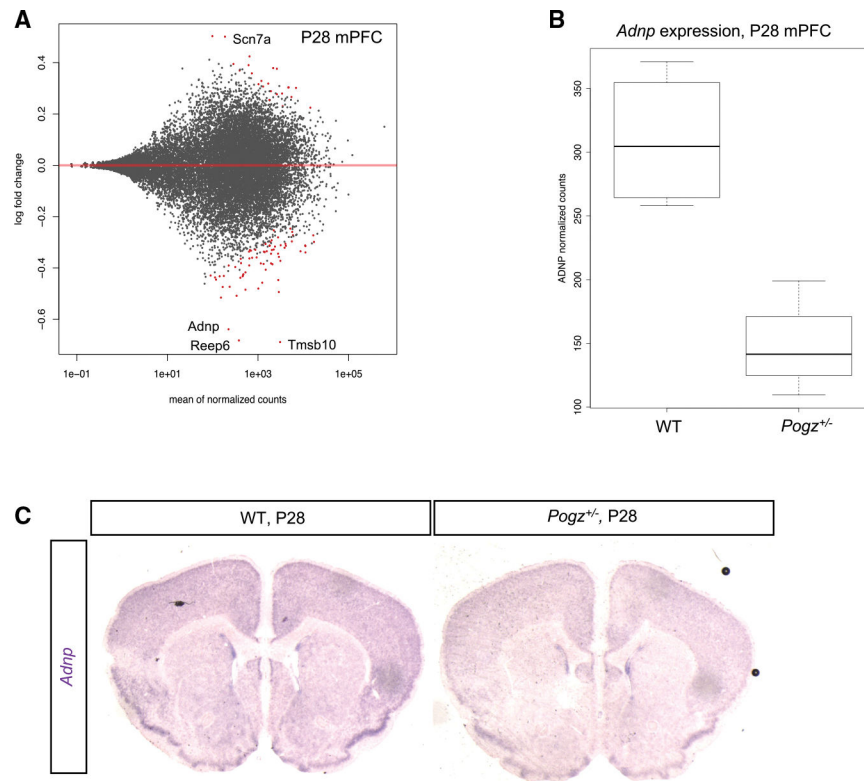 A
P28 mPFC
Scn7a
log fold change
0.4
0.2
0.0
−0.2
−0.4
−0.6
Adnp
Reep6
Tmsb10
1e−01
1e+01
1e+03
1e+05
mean of normalized counts
B
Adnp expression, P28 mPFC
ADNP normalized counts
350
300
250
200
150
100
WT
Pogz+/-
C
WT, P28
Pogz+/-, P28
Adnp